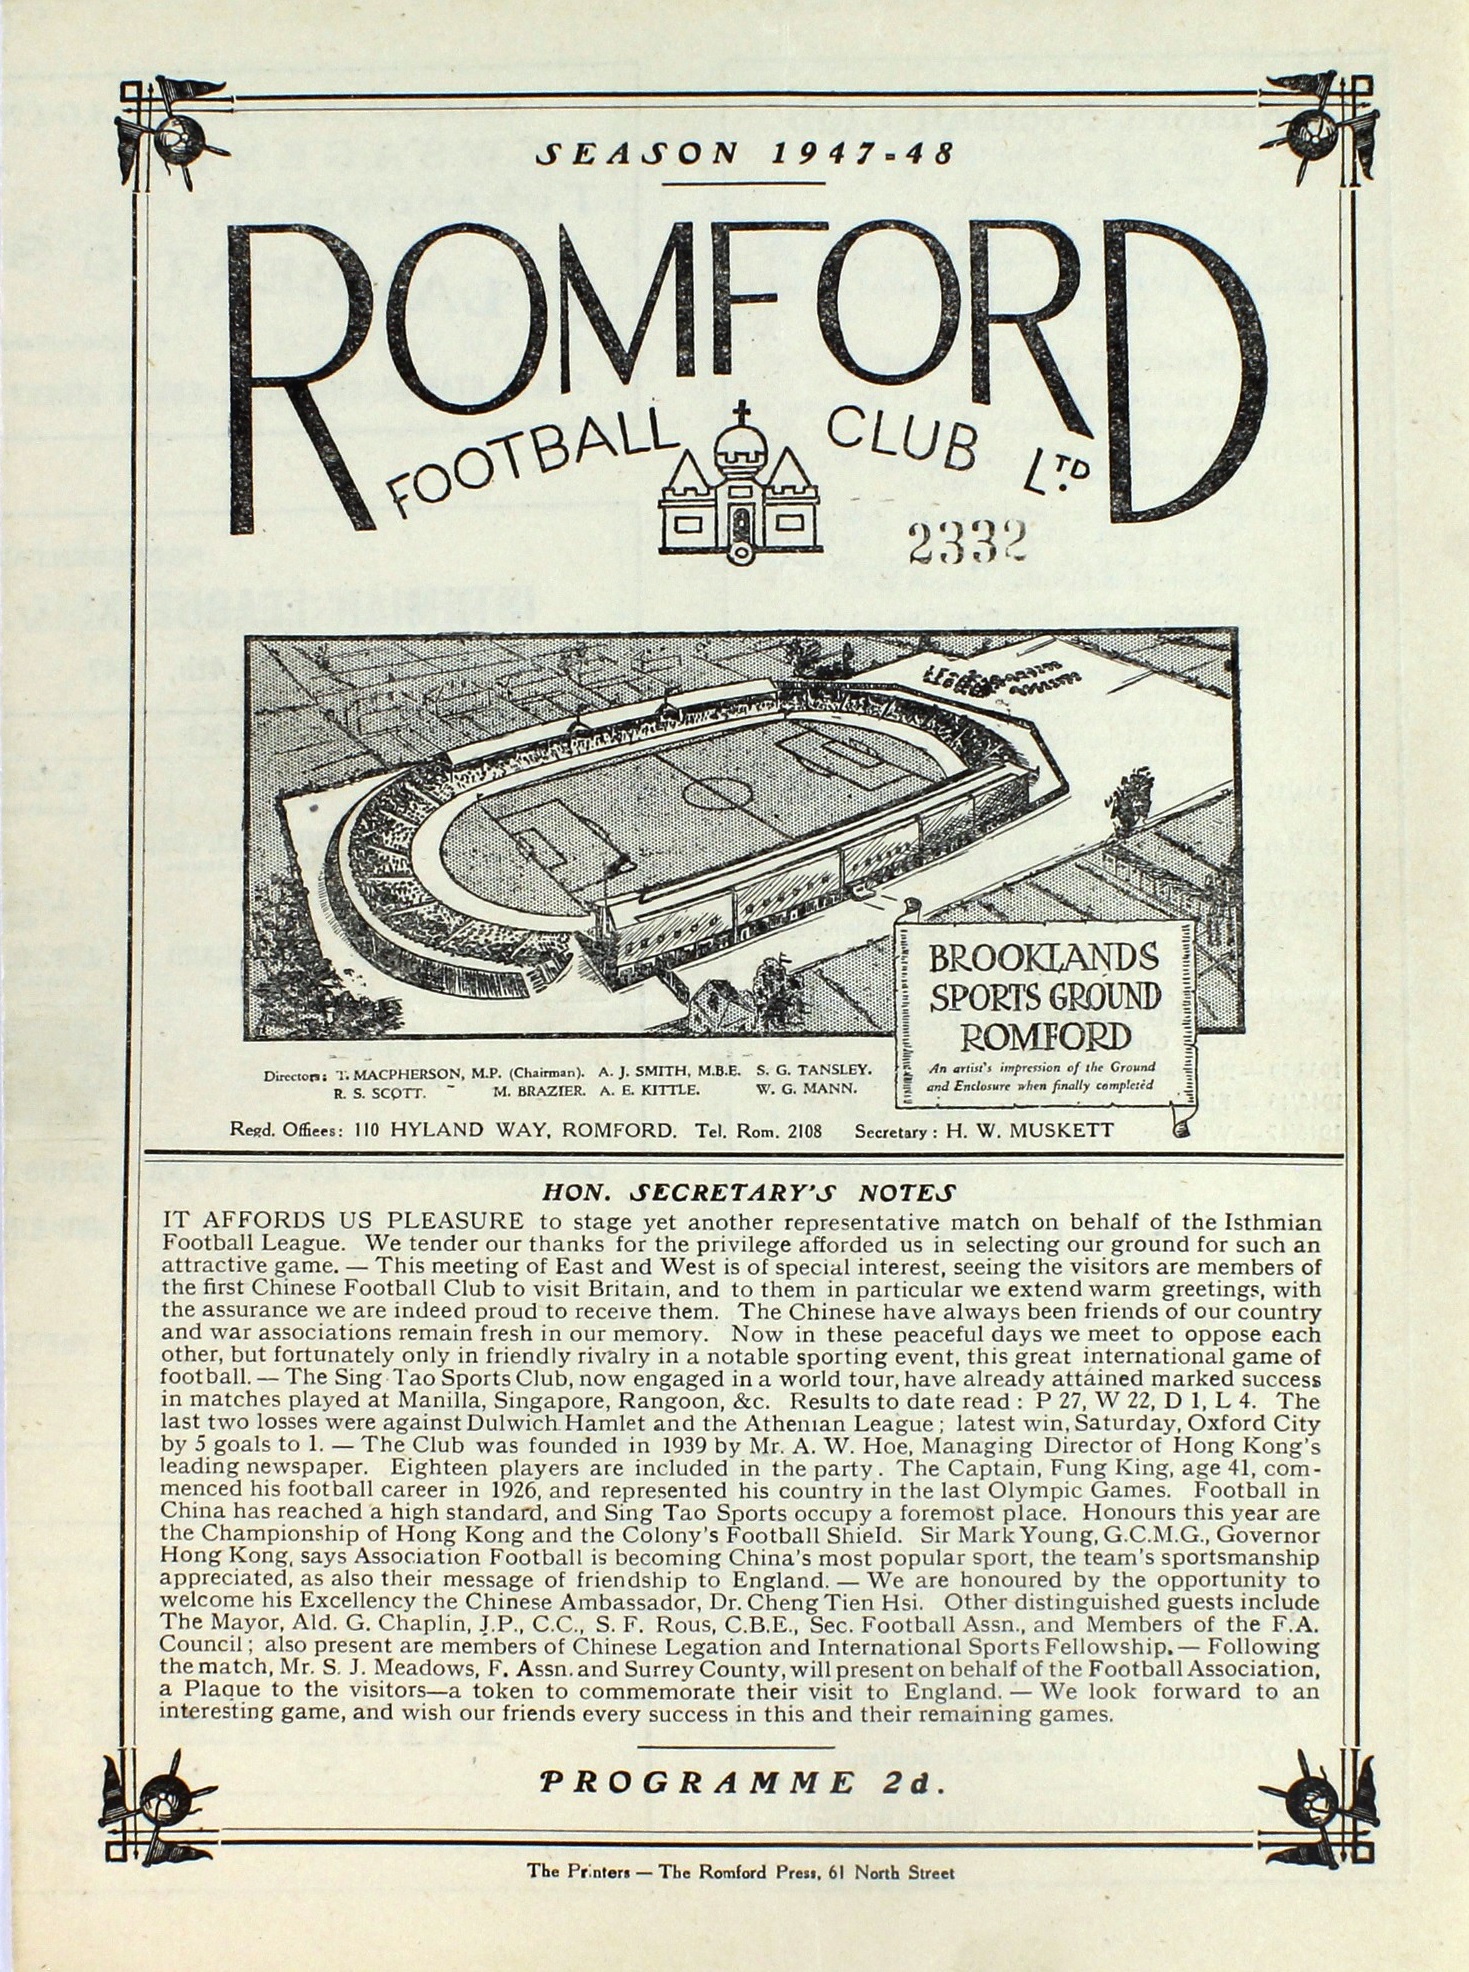 SEASON 1947-48
ROMFORD
FOOTBALL CLUB LTD.
2332
BROOKLANDS
SPORTS GROUND
ROMFORD
An artist's impression of the Ground
and Enclosure when finally completed
Directors: T. MACPHERSON, M.P. (Chairman). A. J. SMITH, M.B.E. S. G. TANSLEY.
R. S. SCOTT. M. BRAZIER. A. E. KITTLE. W. G. MANN.
Regd. Offices: 110 HYLAND WAY, ROMFORD. Tel. Rom. 2108 Secretary: H. W. MUSKETT
HON. SECRETARY'S NOTES
IT AFFORDS US PLEASURE to stage yet another representative match on behalf of the Isthmian
Football League. We tender our thanks for the privilege afforded us in selecting our ground for such an
attractive game. — This meeting of East and West is of special interest, seeing the visitors are members of
the first Chinese Football Club to visit Britain, and to them in particular we extend warm greetings, with
the assurance we are indeed proud to receive them. The Chinese have always been friends of our country
and war associations remain fresh in our memory. Now in these peaceful days we meet to oppose each
other, but fortunately only in friendly rivalry in a notable sporting event, this great international game of
football. — The Sing Tao Sports Club, now engaged in a world tour, have already attained marked success
in matches played at Manilla, Singapore, Rangoon, &c. Results to date read : P 27, W 22, D 1, L 4. The
last two losses were against Dulwich Hamlet and the Athenian League ; latest win, Saturday, Oxford City
by 5 goals to 1. — The Club was founded in 1939 by Mr. A. W. Hoe, Managing Director of Hong Kong's
leading newspaper. Eighteen players are included in the party. The Captain, Fung King, age 41, com-
menced his football career in 1926, and represented his country in the last Olympic Games. Football in
China has reached a high standard, and Sing Tao Sports occupy a foremost place. Honours this year are
the Championship of Hong Kong and the Colony's Football Shield. Sir Mark Young, G.C.M.G., Governor
Hong Kong, says Association Football is becoming China's most popular sport, the team's sportsmanship
appreciated, as also their message of friendship to England. — We are honoured by the opportunity to
welcome his Excellency the Chinese Ambassador, Dr. Cheng Tien Hsi. Other distinguished guests include
The Mayor, Ald. G. Chaplin, J.P., C.C., S. F. Rous, C.B.E., Sec. Football Assn., and Members of the F.A.
Council ; also present are members of Chinese Legation and International Sports Fellowship. — Following
the match, Mr. S. J. Meadows, F. Assn. and Surrey County, will present on behalf of the Football Association,
a Plaque to the visitors—a token to commemorate their visit to England. — We look forward to an
interesting game, and wish our friends every success in this and their remaining games.
PROGRAMME 2d.
The Printers — The Romford Press, 61 North Street